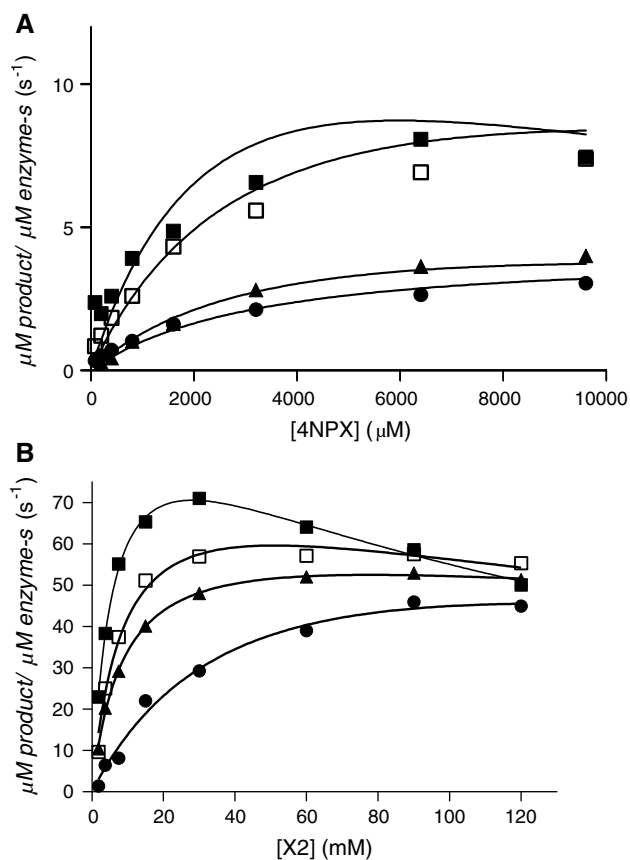 A
μM product/ μM enzyme-s (s⁻¹)
10
5
0
0 2000 4000 6000 8000 10000
[4NPX] (μM)
B
μM product/ μM enzyme-s (s⁻¹)
70
60
50
40
30
20
10
0
0 20 40 60 80 100 120
[X2] (mM)